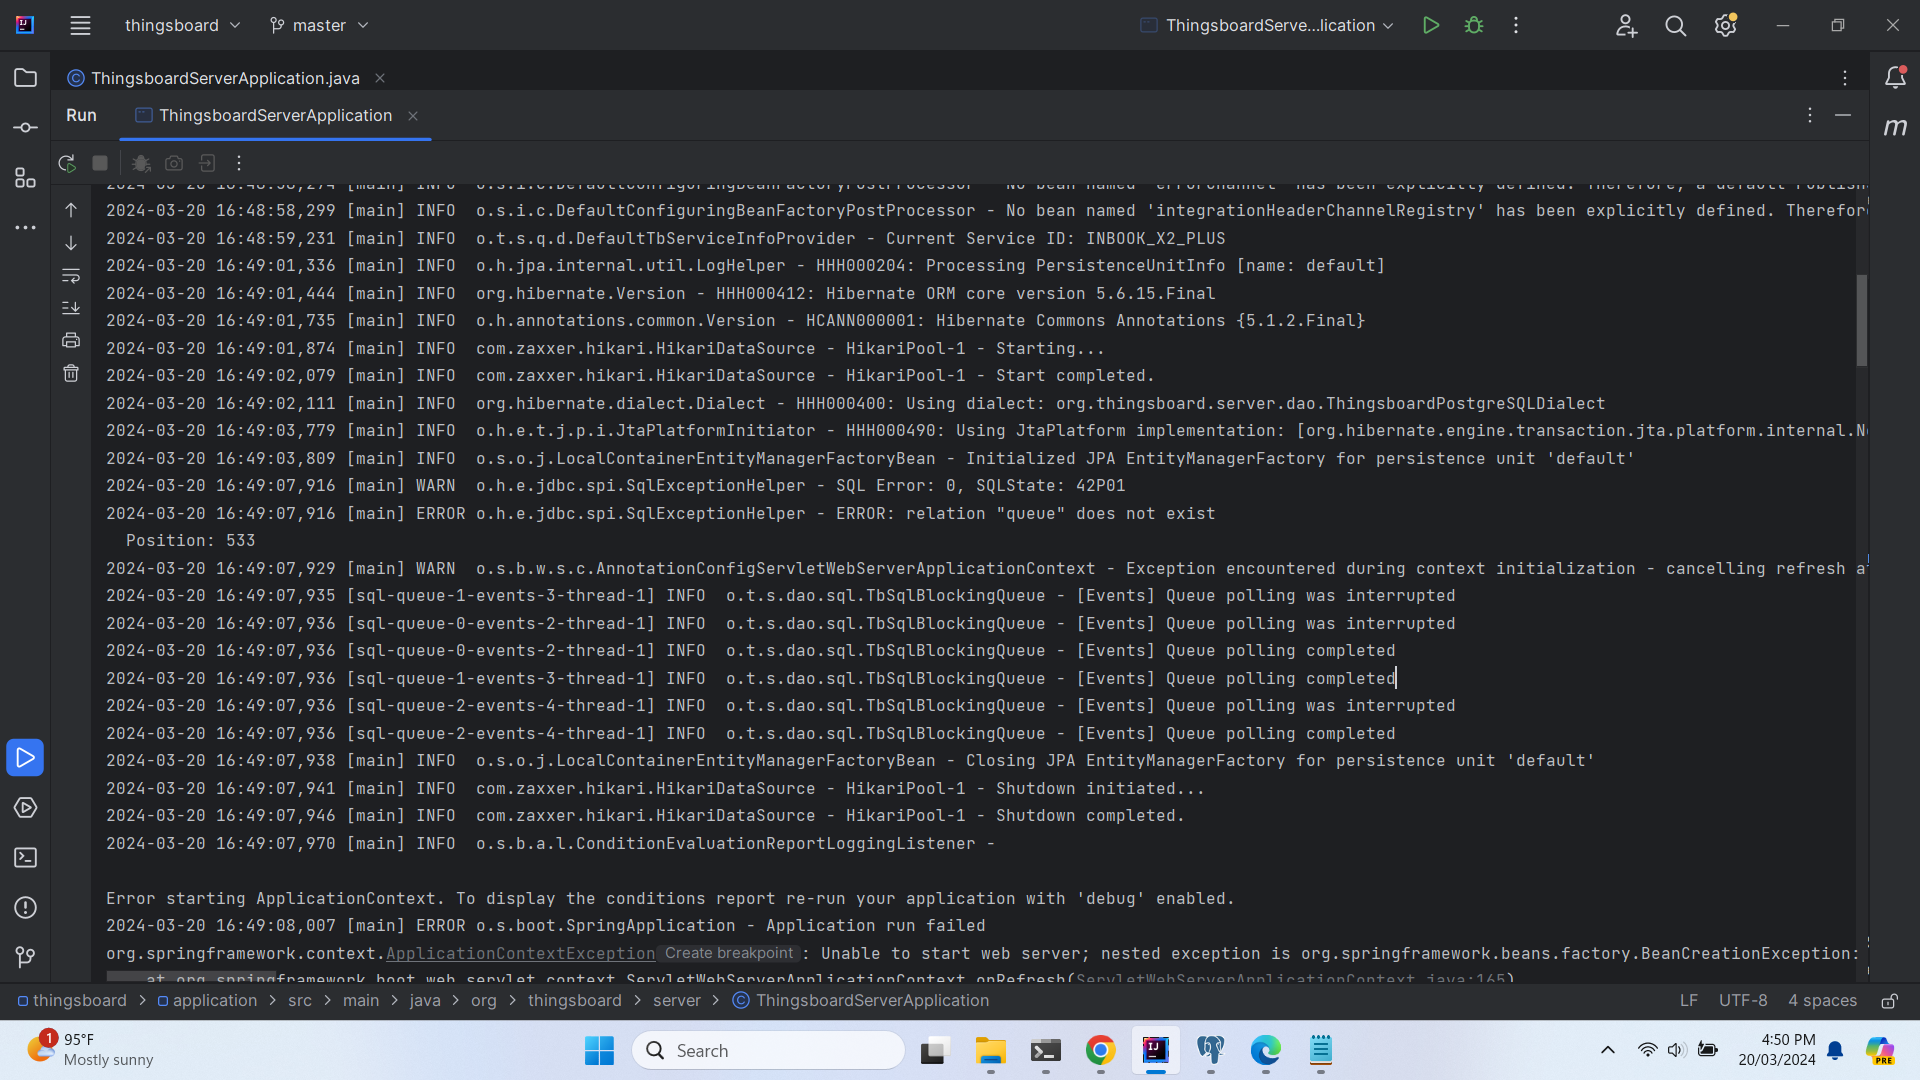 thingsboard
master
ThingsboardServe...lication
ThingsboardServerApplication.java
Run
ThingsboardServerApplication
2024-03-20 16:48:58,274 [main] INFO o.s.i.c.DefaultConfiguringBeanFactoryPostProcessor - No bean named 'errorChannel' has been explicitly defined. Therefore, a default Publish
2024-03-20 16:48:58,299 [main] INFO o.s.i.c.DefaultConfiguringBeanFactoryPostProcessor - No bean named 'integrationHeaderChannelRegistry' has been explicitly defined. Therefor
2024-03-20 16:48:59,231 [main] INFO o.t.s.q.d.DefaultTbServiceInfoProvider - Current Service ID: INBOOK_X2_PLUS
2024-03-20 16:49:01,336 [main] INFO o.h.jpa.internal.util.LogHelper - HHH000204: Processing PersistenceUnitInfo [name: default]
2024-03-20 16:49:01,444 [main] INFO org.hibernate.Version - HHH000412: Hibernate ORM core version 5.6.15.Final
2024-03-20 16:49:01,735 [main] INFO o.h.annotations.common.Version - HCANN000001: Hibernate Commons Annotations {5.1.2.Final}
2024-03-20 16:49:01,874 [main] INFO com.zaxxer.hikari.HikariDataSource - HikariPool-1 - Starting...
2024-03-20 16:49:02,079 [main] INFO com.zaxxer.hikari.HikariDataSource - HikariPool-1 - Start completed.
2024-03-20 16:49:02,111 [main] INFO org.hibernate.dialect.Dialect - HHH000400: Using dialect: org.thingsboard.server.dao.ThingsboardPostgreSQLDialect
2024-03-20 16:49:03,779 [main] INFO o.h.e.t.j.p.i.JtaPlatformInitiator - HHH000490: Using JtaPlatform implementation: [org.hibernate.engine.transaction.jta.platform.internal.No
2024-03-20 16:49:03,809 [main] INFO o.s.o.j.LocalContainerEntityManagerFactoryBean - Initialized JPA EntityManagerFactory for persistence unit 'default'
2024-03-20 16:49:07,916 [main] WARN o.h.e.jdbc.spi.SqlExceptionHelper - SQL Error: 0, SQLState: 42P01
2024-03-20 16:49:07,916 [main] ERROR o.h.e.jdbc.spi.SqlExceptionHelper - ERROR: relation "queue" does not exist
Position: 533
2024-03-20 16:49:07,929 [main] WARN o.s.b.w.s.c.AnnotationConfigServletWebServerApplicationContext - Exception encountered during context initialization - cancelling refresh a
2024-03-20 16:49:07,935 [sql-queue-1-events-3-thread-1] INFO o.t.s.dao.sql.TbSqlBlockingQueue - [Events] Queue polling was interrupted
2024-03-20 16:49:07,936 [sql-queue-0-events-2-thread-1] INFO o.t.s.dao.sql.TbSqlBlockingQueue - [Events] Queue polling was interrupted
2024-03-20 16:49:07,936 [sql-queue-0-events-2-thread-1] INFO o.t.s.dao.sql.TbSqlBlockingQueue - [Events] Queue polling completed
2024-03-20 16:49:07,936 [sql-queue-1-events-3-thread-1] INFO o.t.s.dao.sql.TbSqlBlockingQueue - [Events] Queue polling completed
2024-03-20 16:49:07,936 [sql-queue-2-events-4-thread-1] INFO o.t.s.dao.sql.TbSqlBlockingQueue - [Events] Queue polling was interrupted
2024-03-20 16:49:07,936 [sql-queue-2-events-4-thread-1] INFO o.t.s.dao.sql.TbSqlBlockingQueue - [Events] Queue polling completed
2024-03-20 16:49:07,938 [main] INFO o.s.o.j.LocalContainerEntityManagerFactoryBean - Closing JPA EntityManagerFactory for persistence unit 'default'
2024-03-20 16:49:07,941 [main] INFO com.zaxxer.hikari.HikariDataSource - HikariPool-1 - Shutdown initiated...
2024-03-20 16:49:07,946 [main] INFO com.zaxxer.hikari.HikariDataSource - HikariPool-1 - Shutdown completed.
2024-03-20 16:49:07,970 [main] INFO o.s.b.a.l.ConditionEvaluationReportLoggingListener -
Error starting ApplicationContext. To display the conditions report re-run your application with 'debug' enabled.
2024-03-20 16:49:08,007 [main] ERROR o.s.boot.SpringApplication - Application run failed
org.springframework.context.ApplicationContextException Create breakpoint : Unable to start web server; nested exception is org.springframework.beans.factory.BeanCreationException:
at org.springframework.boot.web.servlet.context.ServletWebServerApplicationContext.onRefresh(ServletWebServerApplicationContext.java:165)
thingsboard > application > src > main > java > org > thingsboard > server > ThingsboardServerApplication
LF UTF-8 4 spaces
1
95°F
Mostly sunny
Search
4:50 PM
20/03/2024
PRE